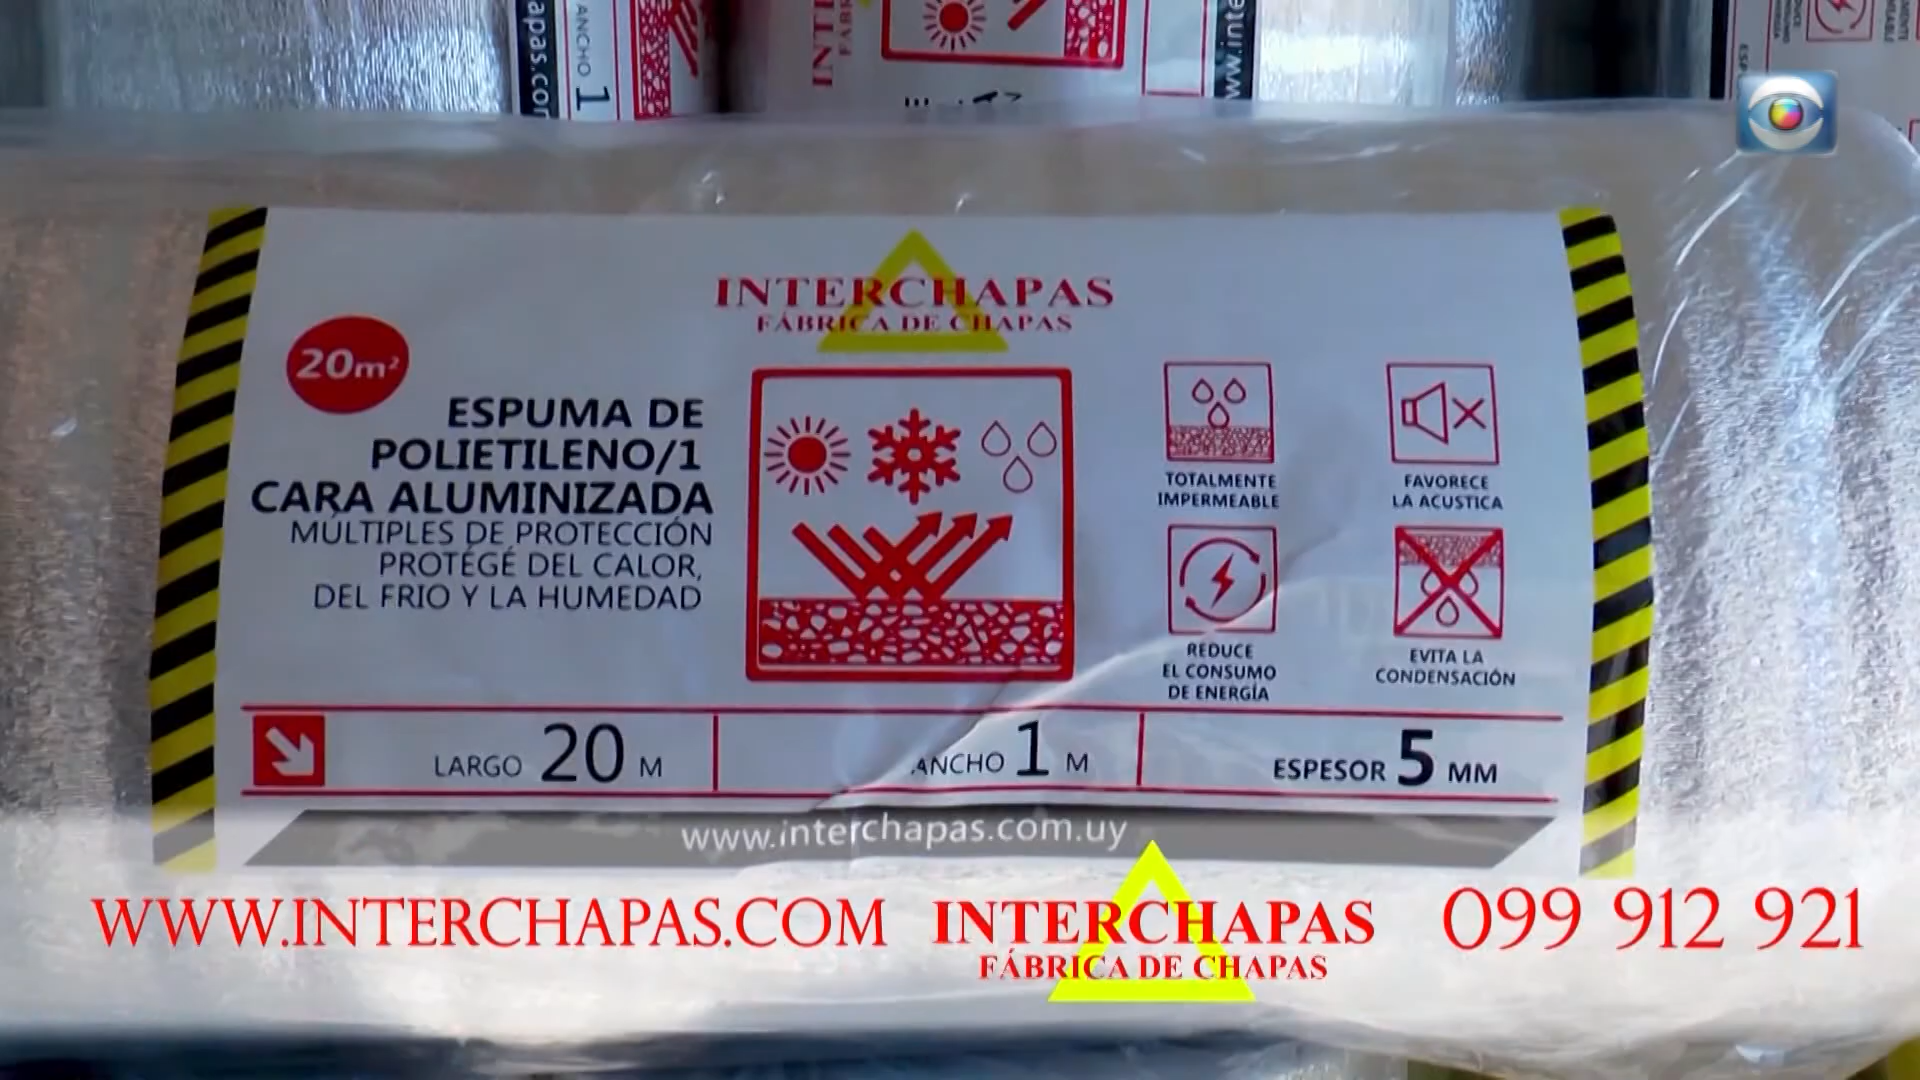 INTERCHAPAS
FÁBRICA DE CHAPAS
20m²
ESPUMA DE
POLIETILENO/1
CARA ALUMINIZADA
MÚLTIPLES DE PROTECCIÓN
PROTÉGÉ DEL CALOR,
DEL FRIO Y LA HUMEDAD
TOTALMENTE
IMPERMEABLE
FAVORECE
LA ACUSTICA
REDUCE
EL CONSUMO
DE ENERGÍA
EVITA LA
CONDENSACIÓN
LARGO 20 M
ANCHO 1 M
ESPESOR 5 MM
www.interchapas.com.uy
WWW.INTERCHAPAS.COM
INTERCHAPAS
FÁBRICA DE CHAPAS
099 912 921